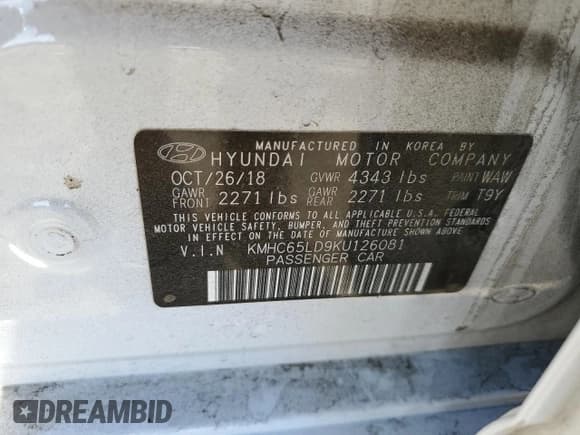 MANUFACTURED IN KOREA BY
HYUNDAI MOTOR COMPANY
OCT/26/18 GVWR 4343 lbs PAINT WAW
GAWR FRONT 2271 lbs GAWR REAR 2271 lbs TRIM T9Y
THIS VEHICLE CONFORMS TO ALL APPLICABLE U.S.A. FEDERAL
MOTOR VEHICLE SAFETY, BUMPER, AND THEFT PREVENTION STANDARDS
IN EFFECT ON THE DATE OF MANUFACTURE SHOWN ABOVE.
V.I.N KMHC65LD9KU126081
PASSENGER CAR
DREAMBID